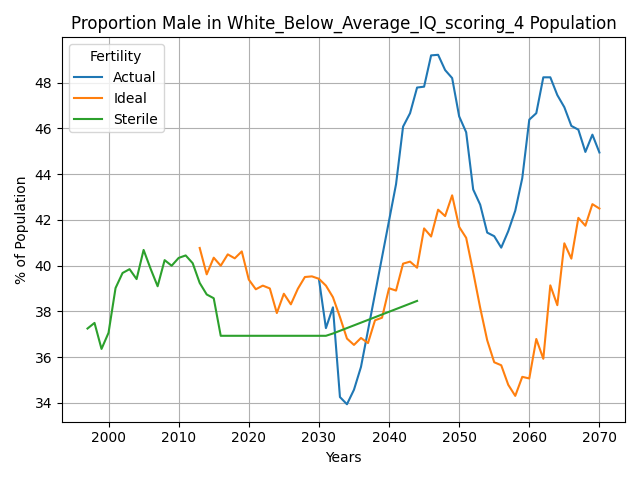 Proportion Male in White_Below_Average_IQ_scoring_4 Population
Fertility
Actual
Ideal
Sterile
% of Population
48
46
44
42
40
38
36
34
2000
2010
2020
2030
2040
2050
2060
2070
Years